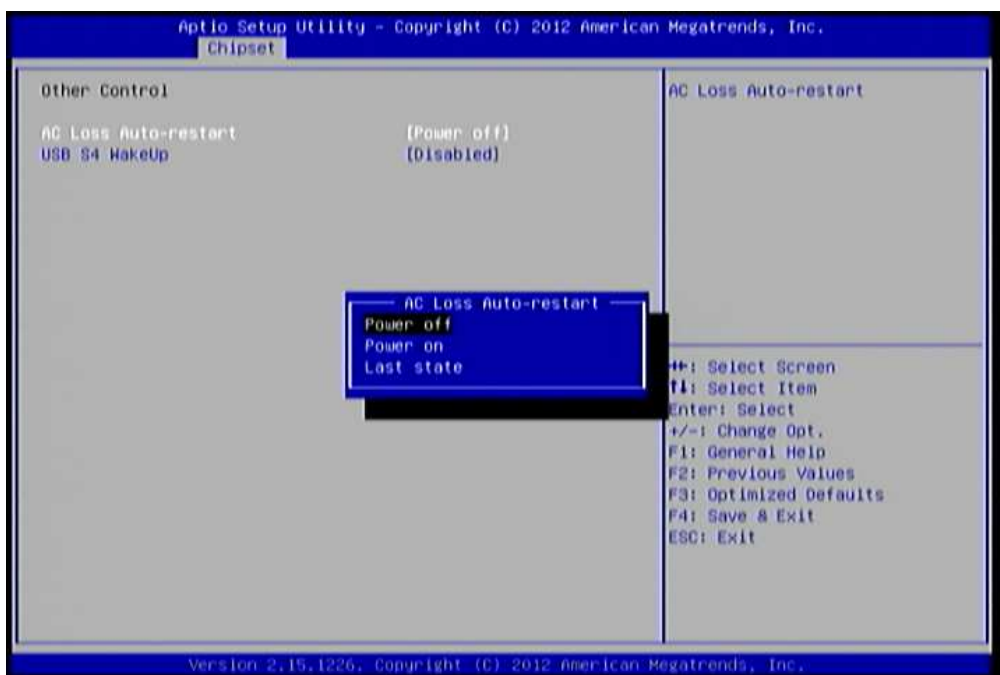 Aptio Setup Utility - Copyright (C) 2012 American Megatrends, Inc.
Chipset
Other Control
AC Loss Auto-restart [Power off]
USB S4 WakeUp [Disabled]
AC Loss Auto-restart
AC Loss Auto-restart
Power off
Power on
Last state
→←: Select Screen
↑↓: Select Item
Enter: Select
+/-: Change Opt.
F1: General Help
F2: Previous Values
F3: Optimized Defaults
F4: Save & Exit
ESC: Exit
Version 2.15.1226. Copyright (C) 2012 American Megatrends, Inc.